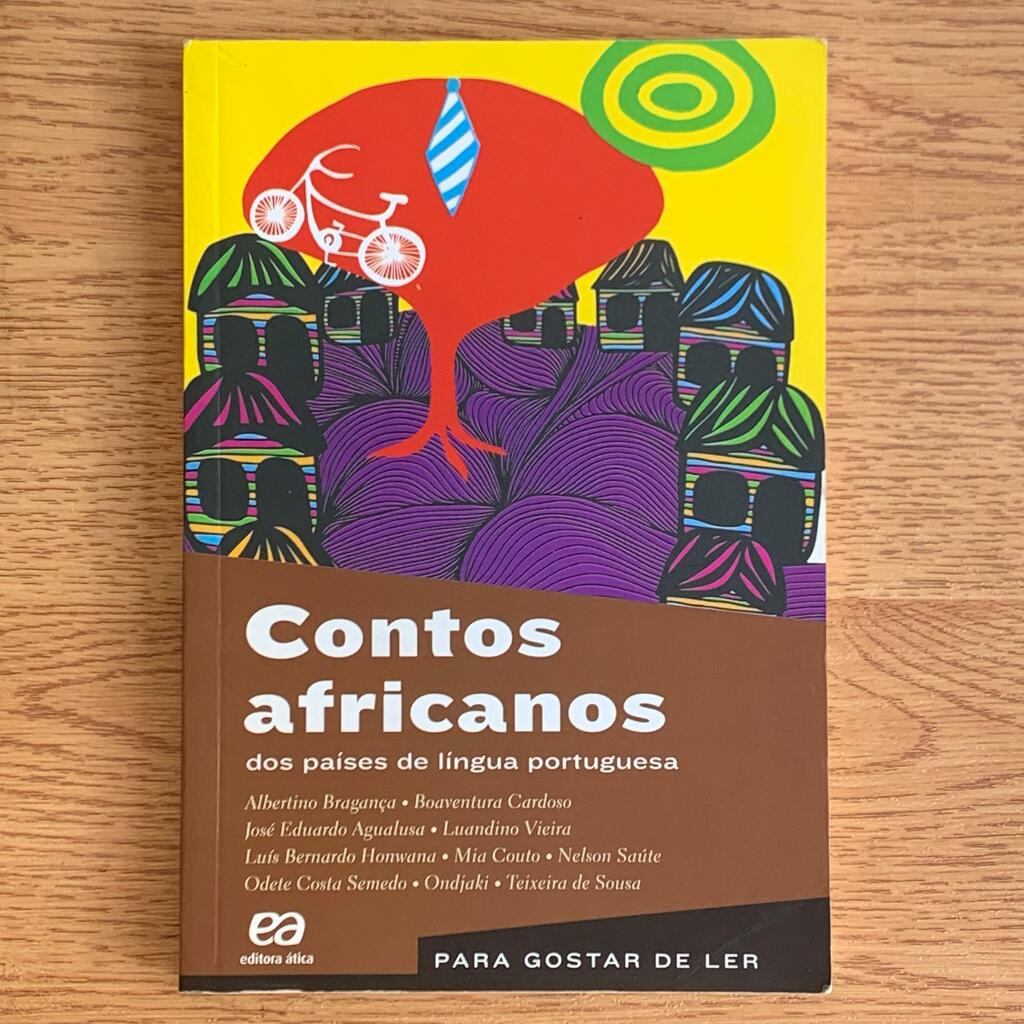 Contos
africanos
dos países de língua portuguesa
Albertino Bragança • Boaventura Cardoso
José Eduardo Agualusa • Luandino Vieira
Luís Bernardo Honwana • Mia Couto • Nelson Saúte
Odete Costa Semedo • Ondjaki • Teixeira de Sousa
ea
editora ática
PARA GOSTAR DE LER